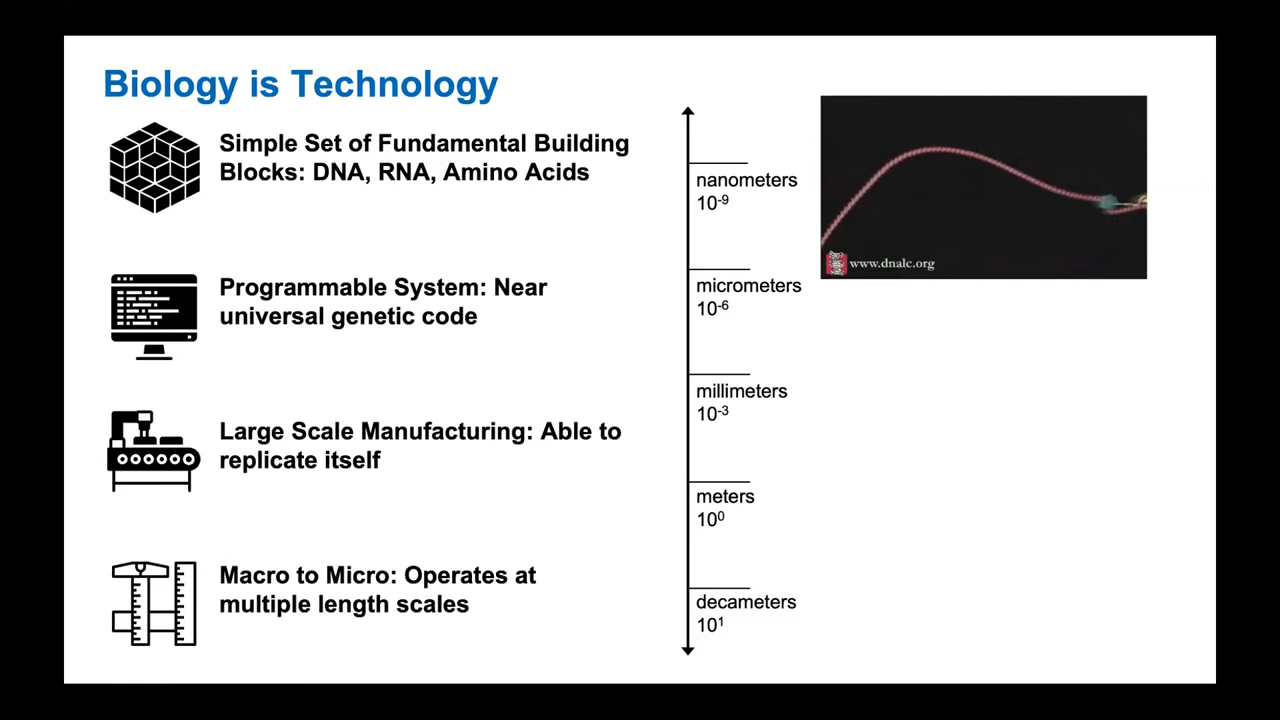 Biology is Technology
Simple Set of Fundamental Building
Blocks: DNA, RNA, Amino Acids
Programmable System: Near
universal genetic code
Large Scale Manufacturing: Able to
replicate itself
Macro to Micro: Operates at
multiple length scales
nanometers
10⁻⁹
micrometers
10⁻⁶
millimeters
10⁻³
meters
10⁰
decameters
10¹
www.dnalc.org